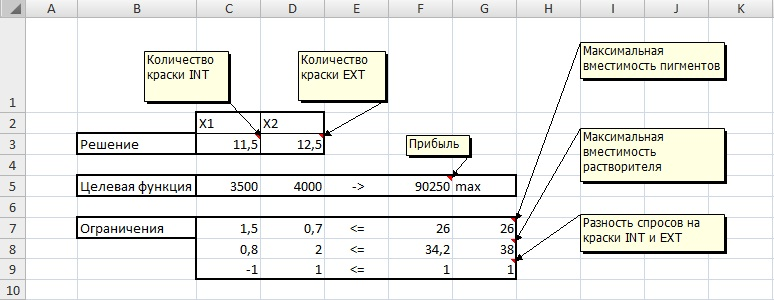 A B C D E F G H I J K
Максимальная
вместимость пигментов
Количество
краски INT
Количество
краски EXT
1
2 X1 X2
Максимальная
вместимость
растворителя
3 Решение 11,5 12,5
Прибыль
4
5 Целевая функция 3500 4000 -> 90250 max
6
Разность спросов на
краски INT и EXT
7 Ограничения 1,5 0,7 <= 26 26
8 0,8 2 <= 34,2 38
9 -1 1 <= 1 1
10